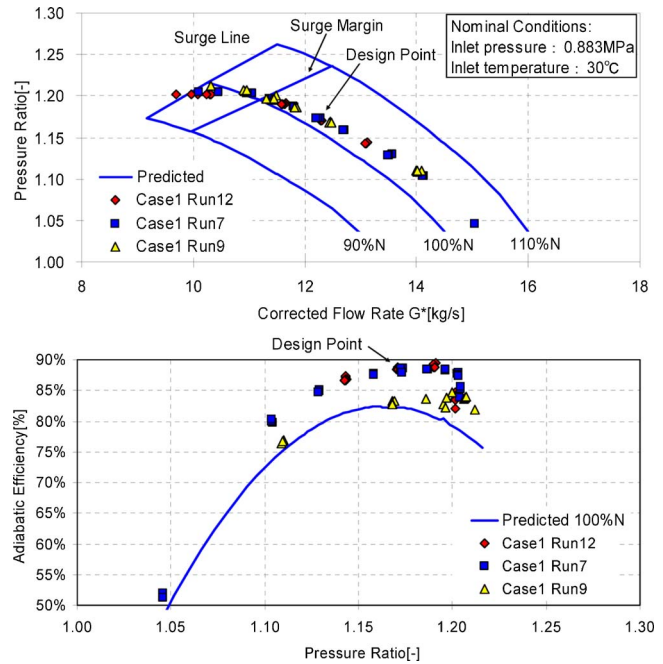 Pressure Ratio[-]
1.30
1.25
1.20
1.15
1.10
1.05
1.00
Surge Line
Surge Margin
Design Point
Nominal Conditions:
Inlet pressure : 0.883MPa
Inlet temperature : 30℃
Predicted
Case1 Run12
Case1 Run7
Case1 Run9
90%N
100%N
110%N
6
8
10
12
14
16
18
Corrected Flow Rate G*[kg/s]
Adiabatic Efficiency[%]
90%
85%
80%
75%
70%
65%
60%
55%
50%
Design Point
Predicted 100%N
Case1 Run12
Case1 Run7
Case1 Run9
1.00
1.05
1.10
1.15
1.20
1.25
1.30
Pressure Ratio[-]